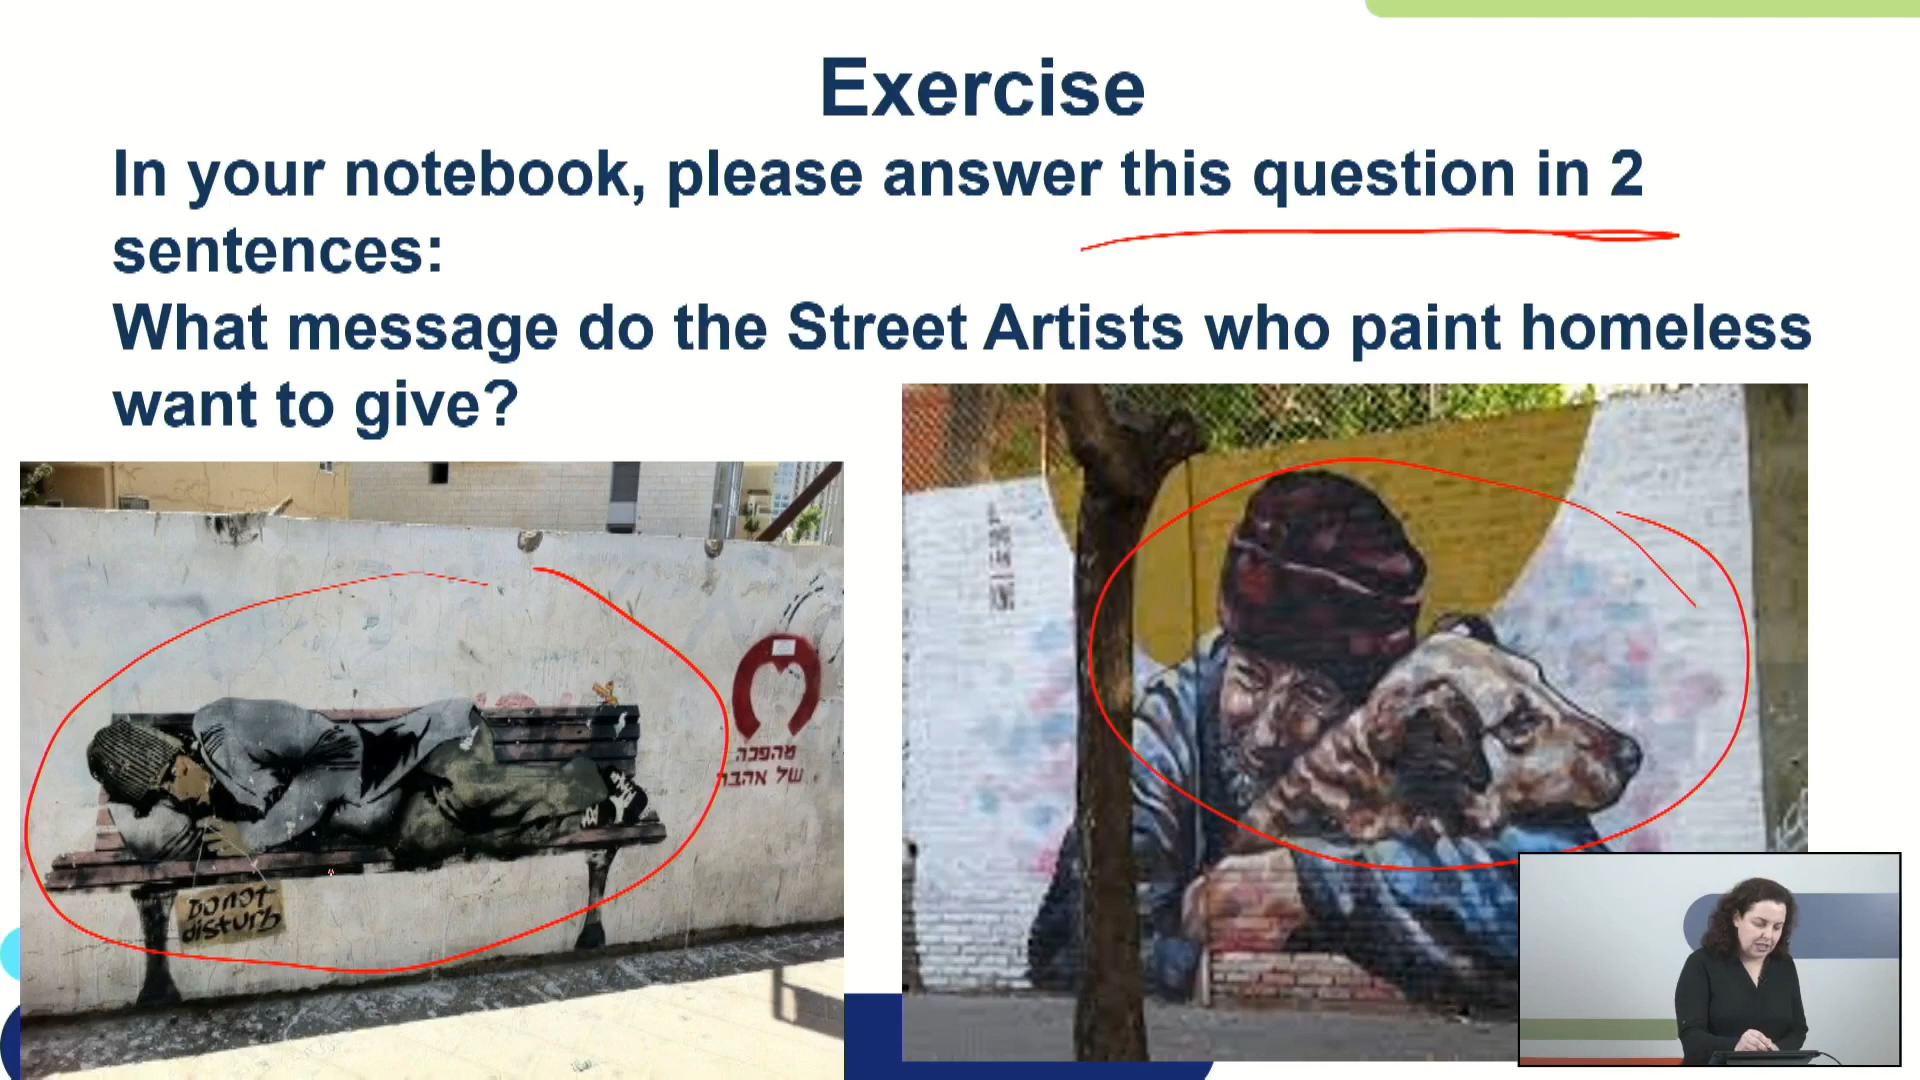 Exercise
In your notebook, please answer this question in 2
sentences:
What message do the Street Artists who paint homeless
want to give?
מהפכה
של אהבה
Do not
disturb